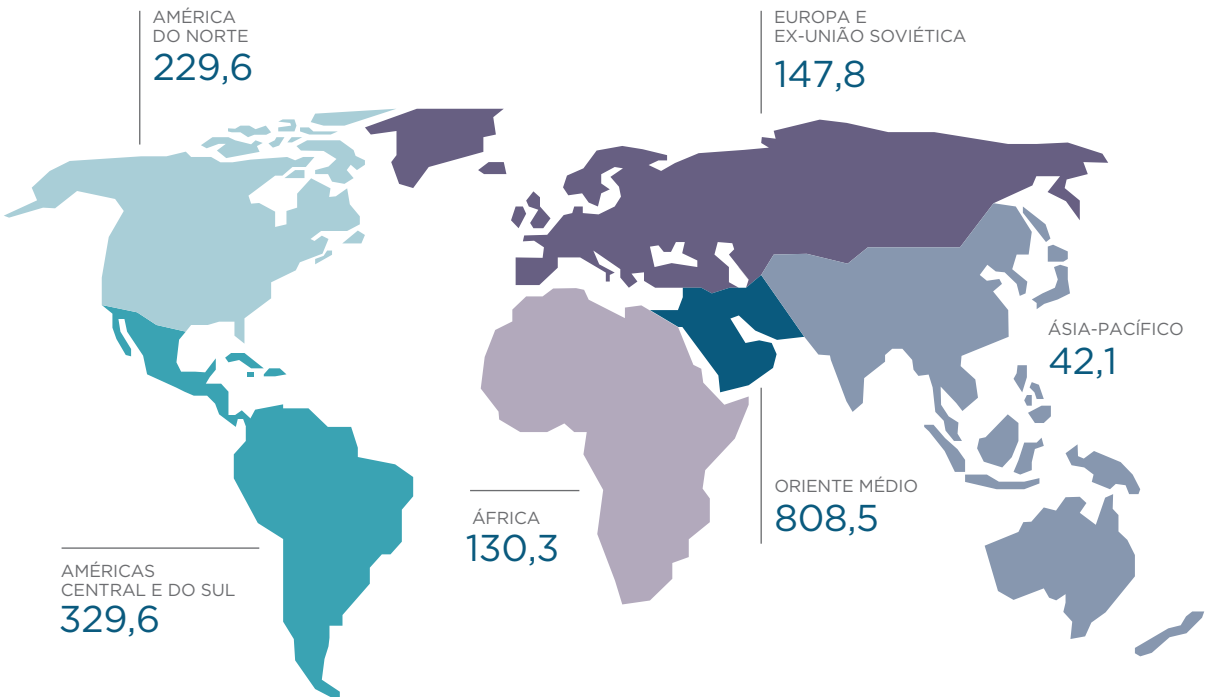 AMÉRICA
DO NORTE
229,6
EUROPA E
EX-UNIÃO SOVIÉTICA
147,8
ÁSIA-PACÍFICO
42,1
ORIENTE MÉDIO
808,5
ÁFRICA
130,3
AMÉRICAS
CENTRAL E DO SUL
329,6